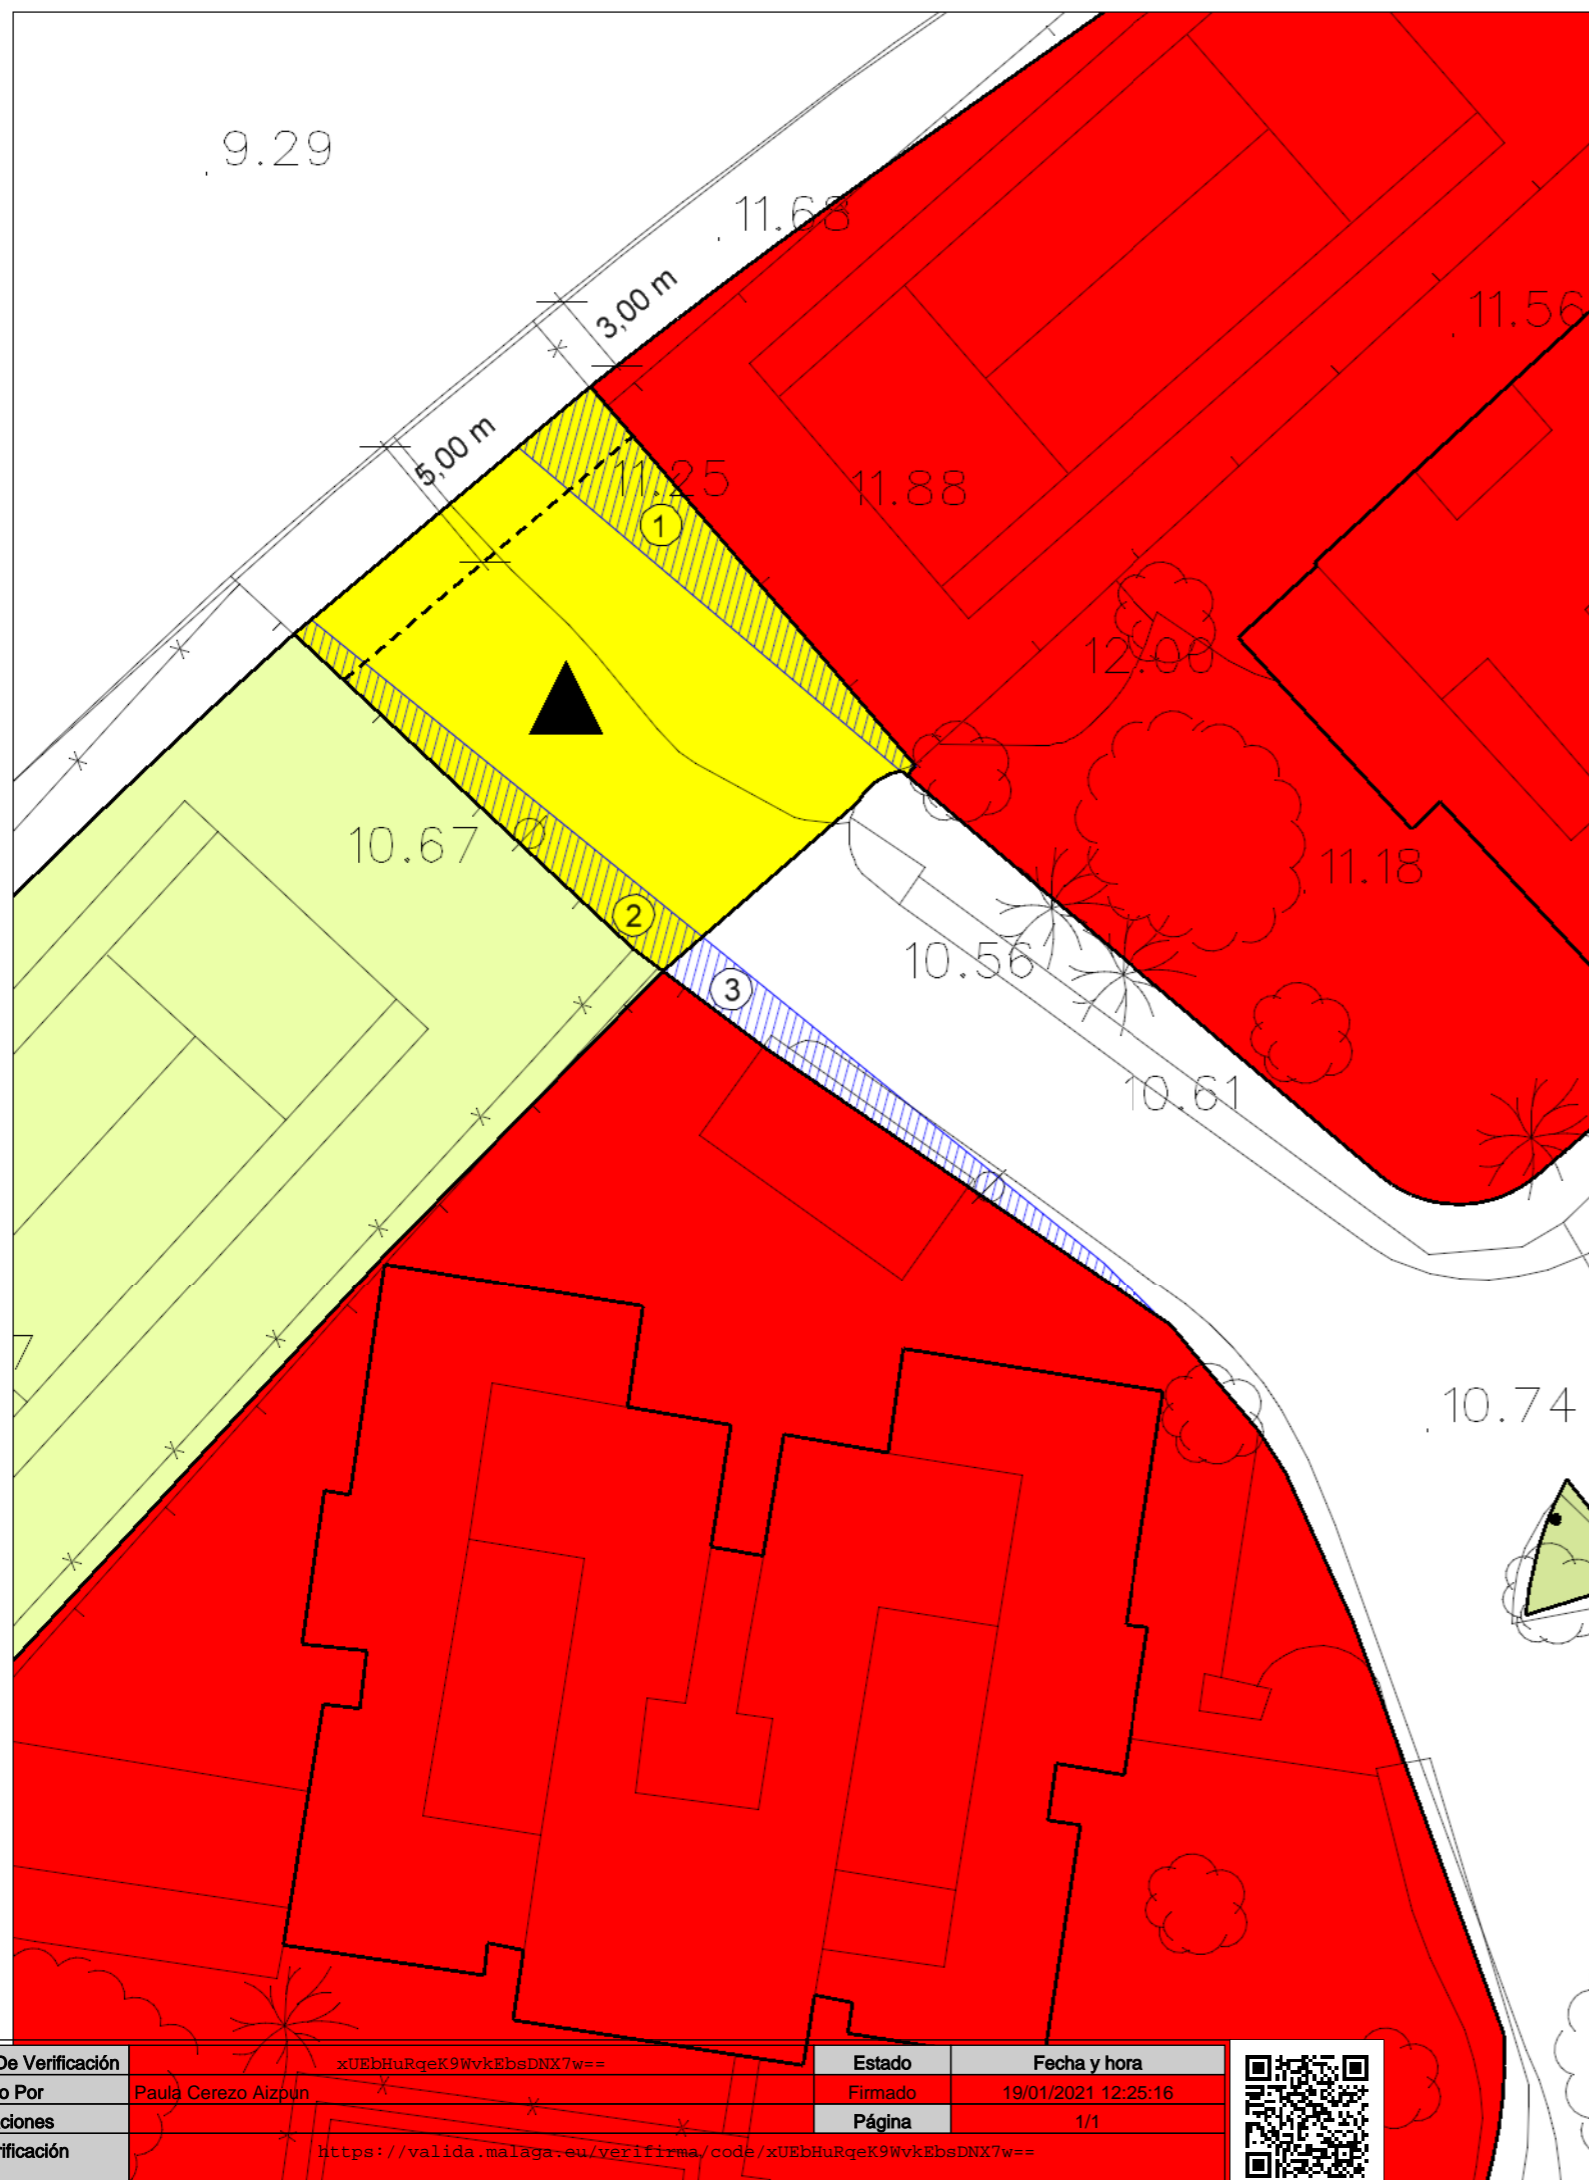 9.29
11.68
3,00 m
11.56
5,00 m
11.25
11.88
1
12.00
10.67
11.18
2
10.56
3
10.61
7
10.74
De Verificación xUEbHuRqeK9WvkEbsDNX7w== Estado Fecha y hora
o Por Paula Cerezo Aizpun Firmado 19/01/2021 12:25:16
ciones Página 1/1
rificación https://valida.malaga.eu/verifirma/code/xUEbHuRqeK9WvkEbsDNX7w==